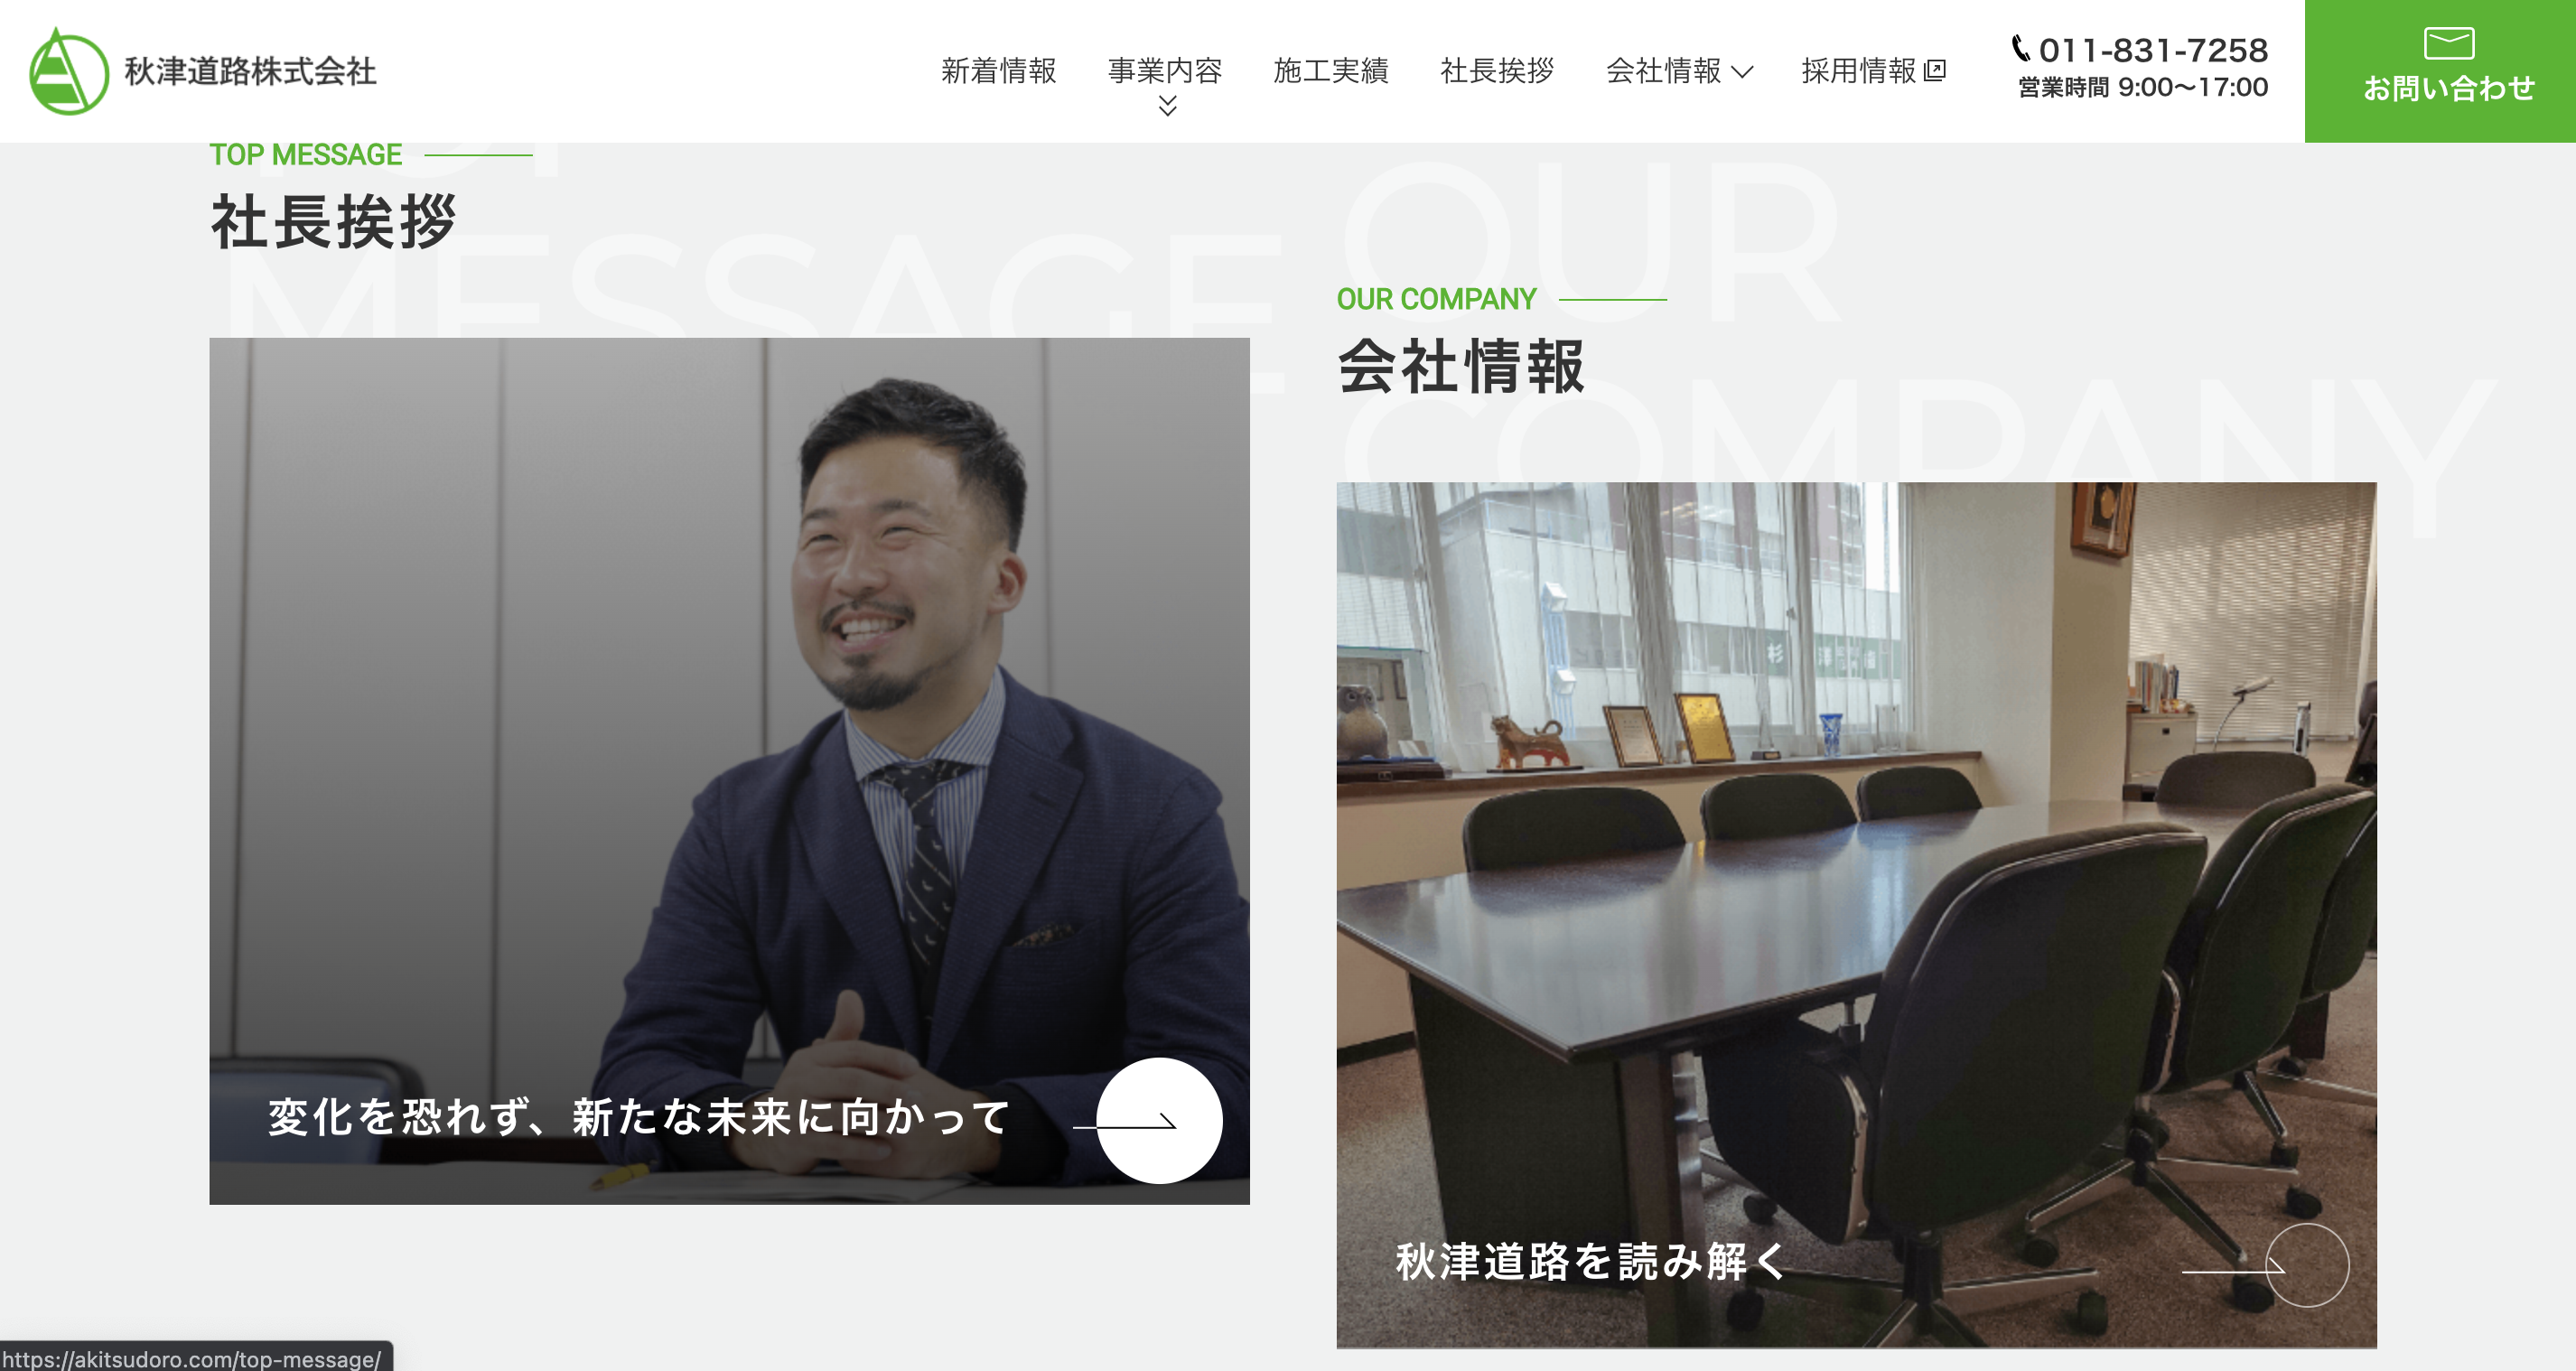 秋津道路株式会社
新着情報
事業内容
施工実績
社長挨拶
会社情報
採用情報
011-831-7258
営業時間 9:00〜17:00
お問い合わせ
TOP MESSAGE
社長挨拶
MESSAGE
変化を恐れず、新たな未来に向かって
OUR
OUR COMPANY
会社情報
COMPANY
秋津道路を読み解く
https://akitsudoro.com/top-message/